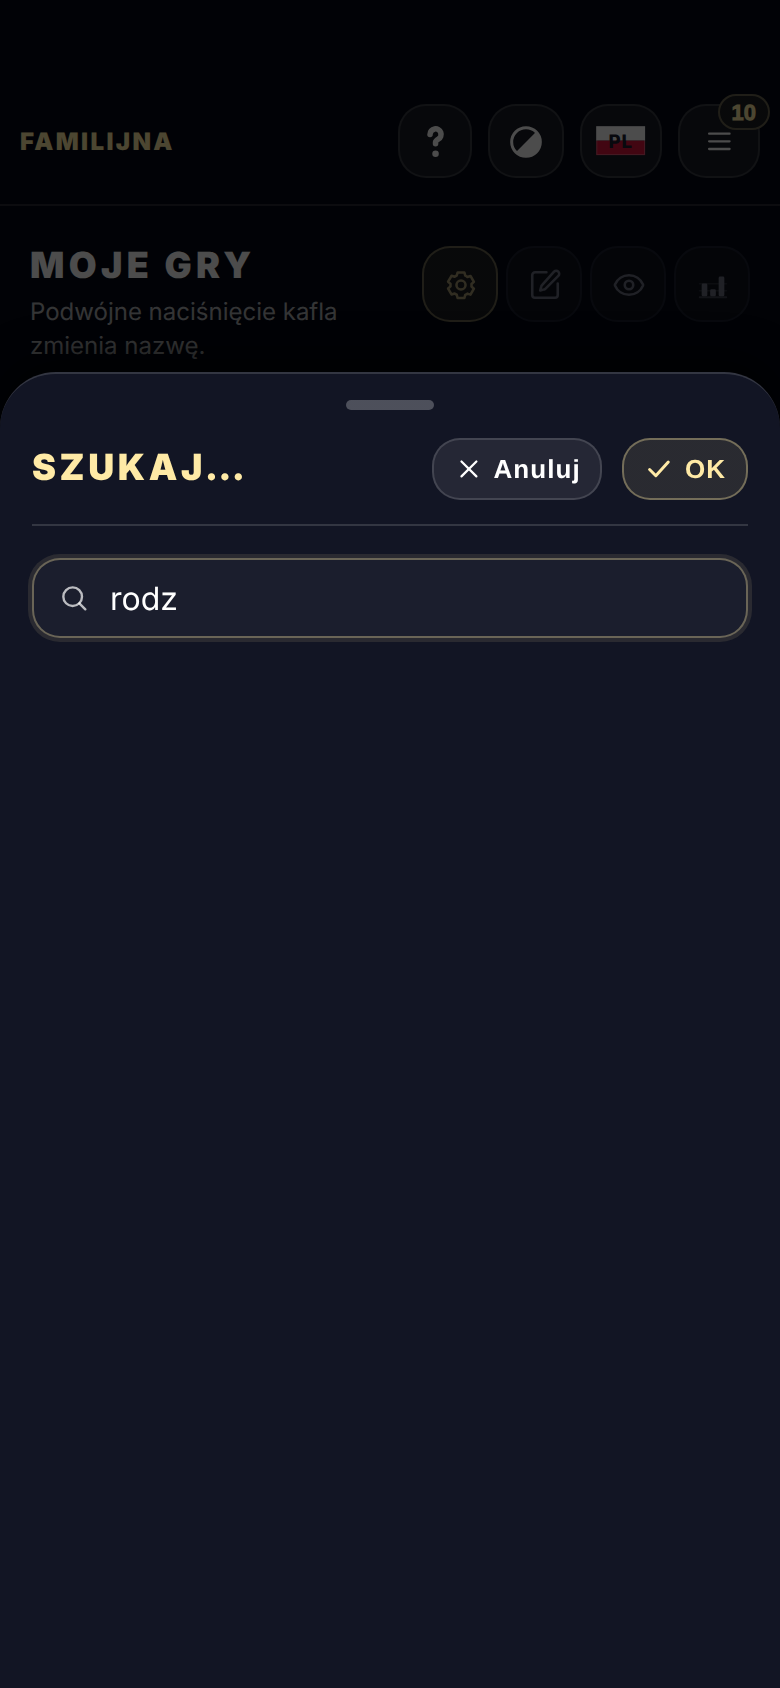 FAMILIJNA
?
PL
10
MOJE GRY
Podwójne naciśnięcie kafla
zmienia nazwę.
SZUKAJ...
Anuluj
OK
rodz